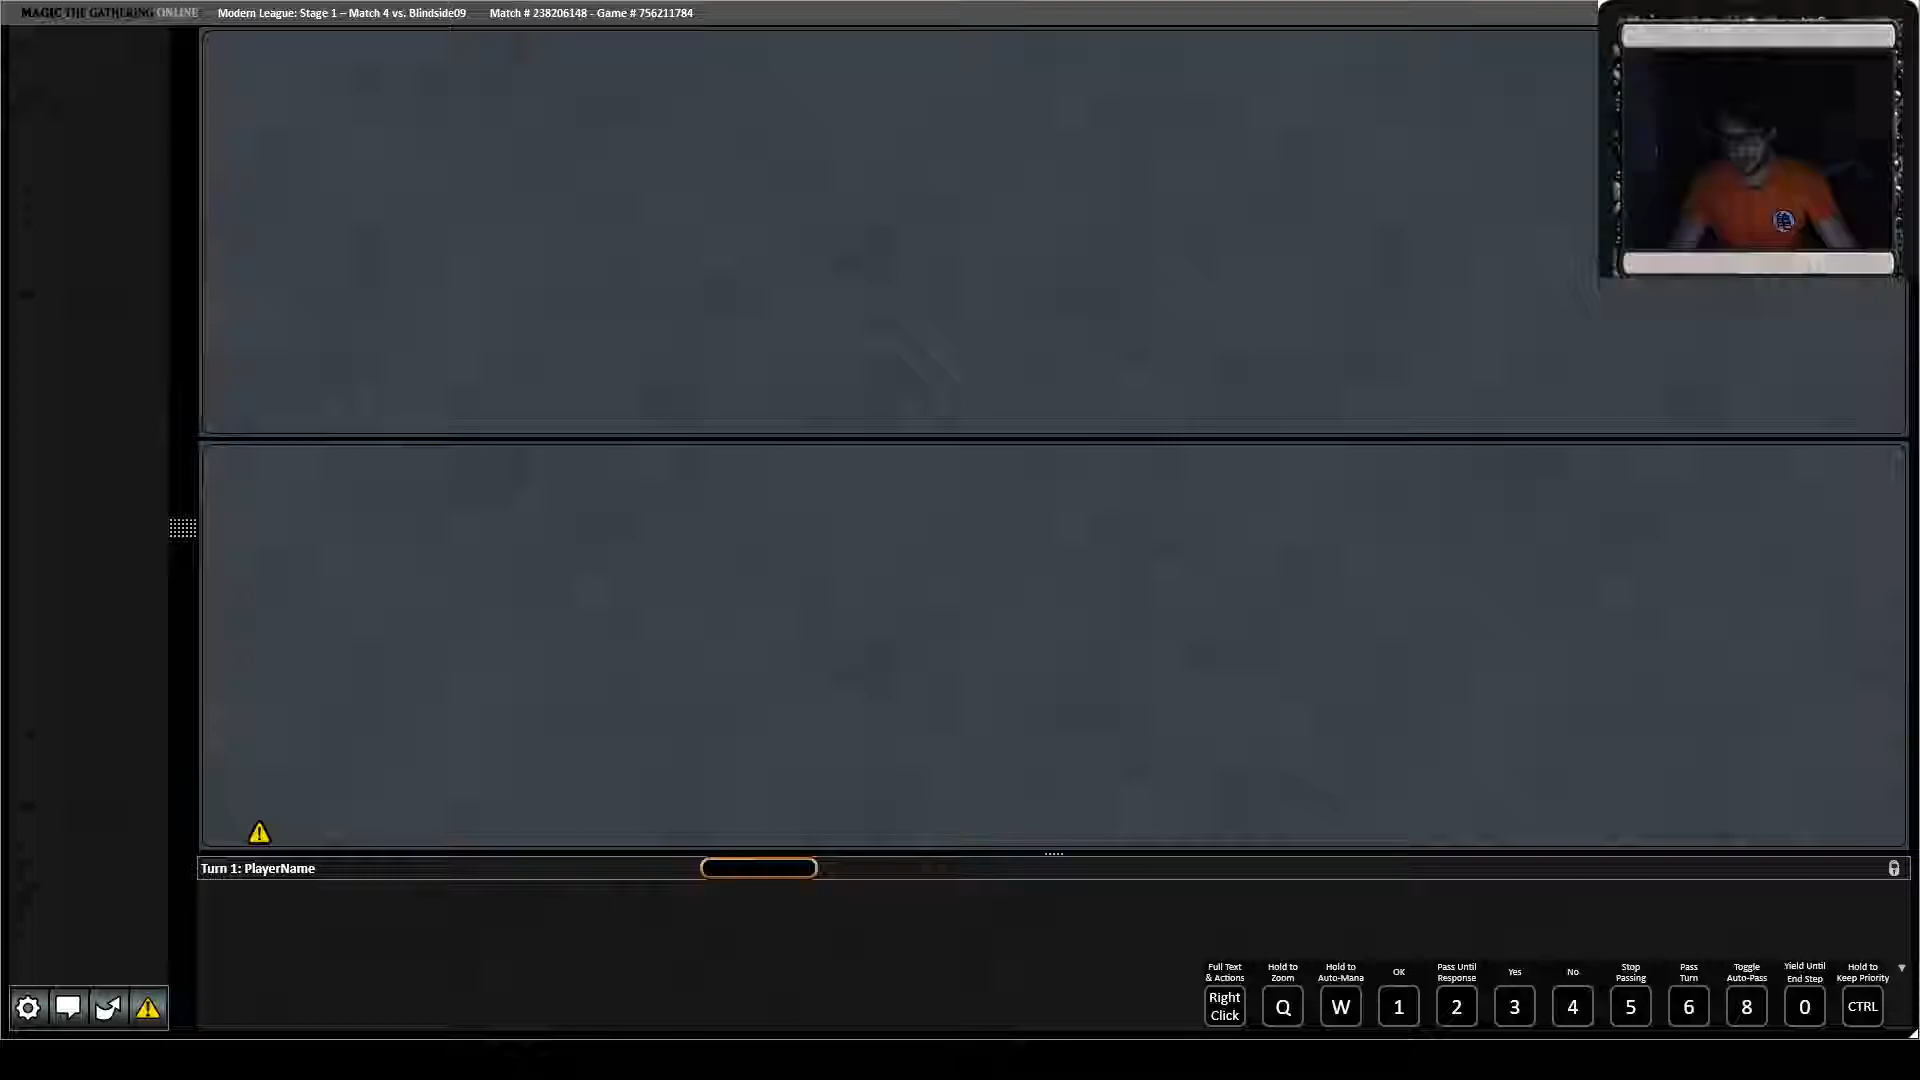 MAGIC THE GATHERING ONLINE
Modern League: Stage 1 – Match 4 vs. Blindside09 Match # 238206148 - Game # 756211784
Turn 1: PlayerName
Full Text & Actions
Hold to Zoom
Hold to Auto-Mana
OK
Pass Until Response
Yes
No
Stop Passing
Pass Turn
Toggle Auto-Pass
Yield Until End Step
Hold to Keep Priority
Right Click
Q
W
1
2
3
4
5
6
8
0
CTRL